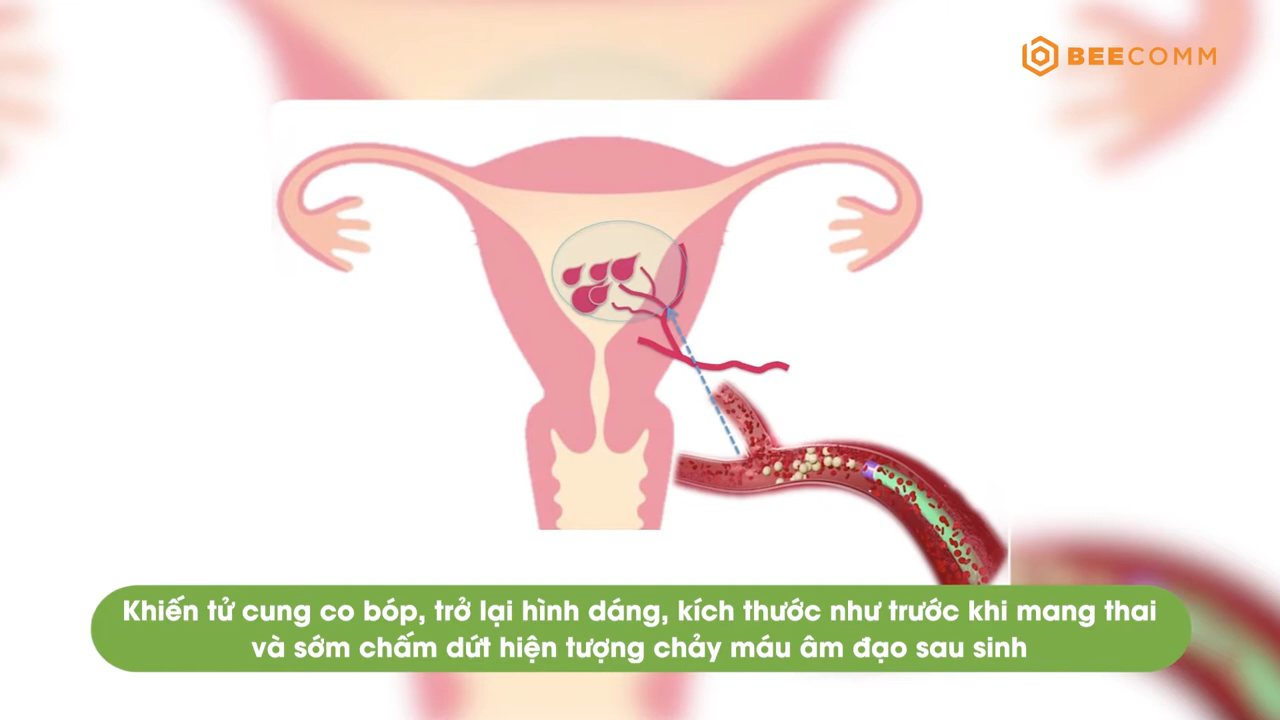 BEECOMM
Khiến tử cung co bóp, trở lại hình dáng, kích thước như trước khi mang thai
và sớm chấm dứt hiện tượng chảy máu âm đạo sau sinh